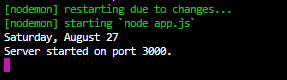 [nodemon] restarting due to changes...
[nodemon] starting `node app.js`
Saturday, August 27
Server started on port 3000.